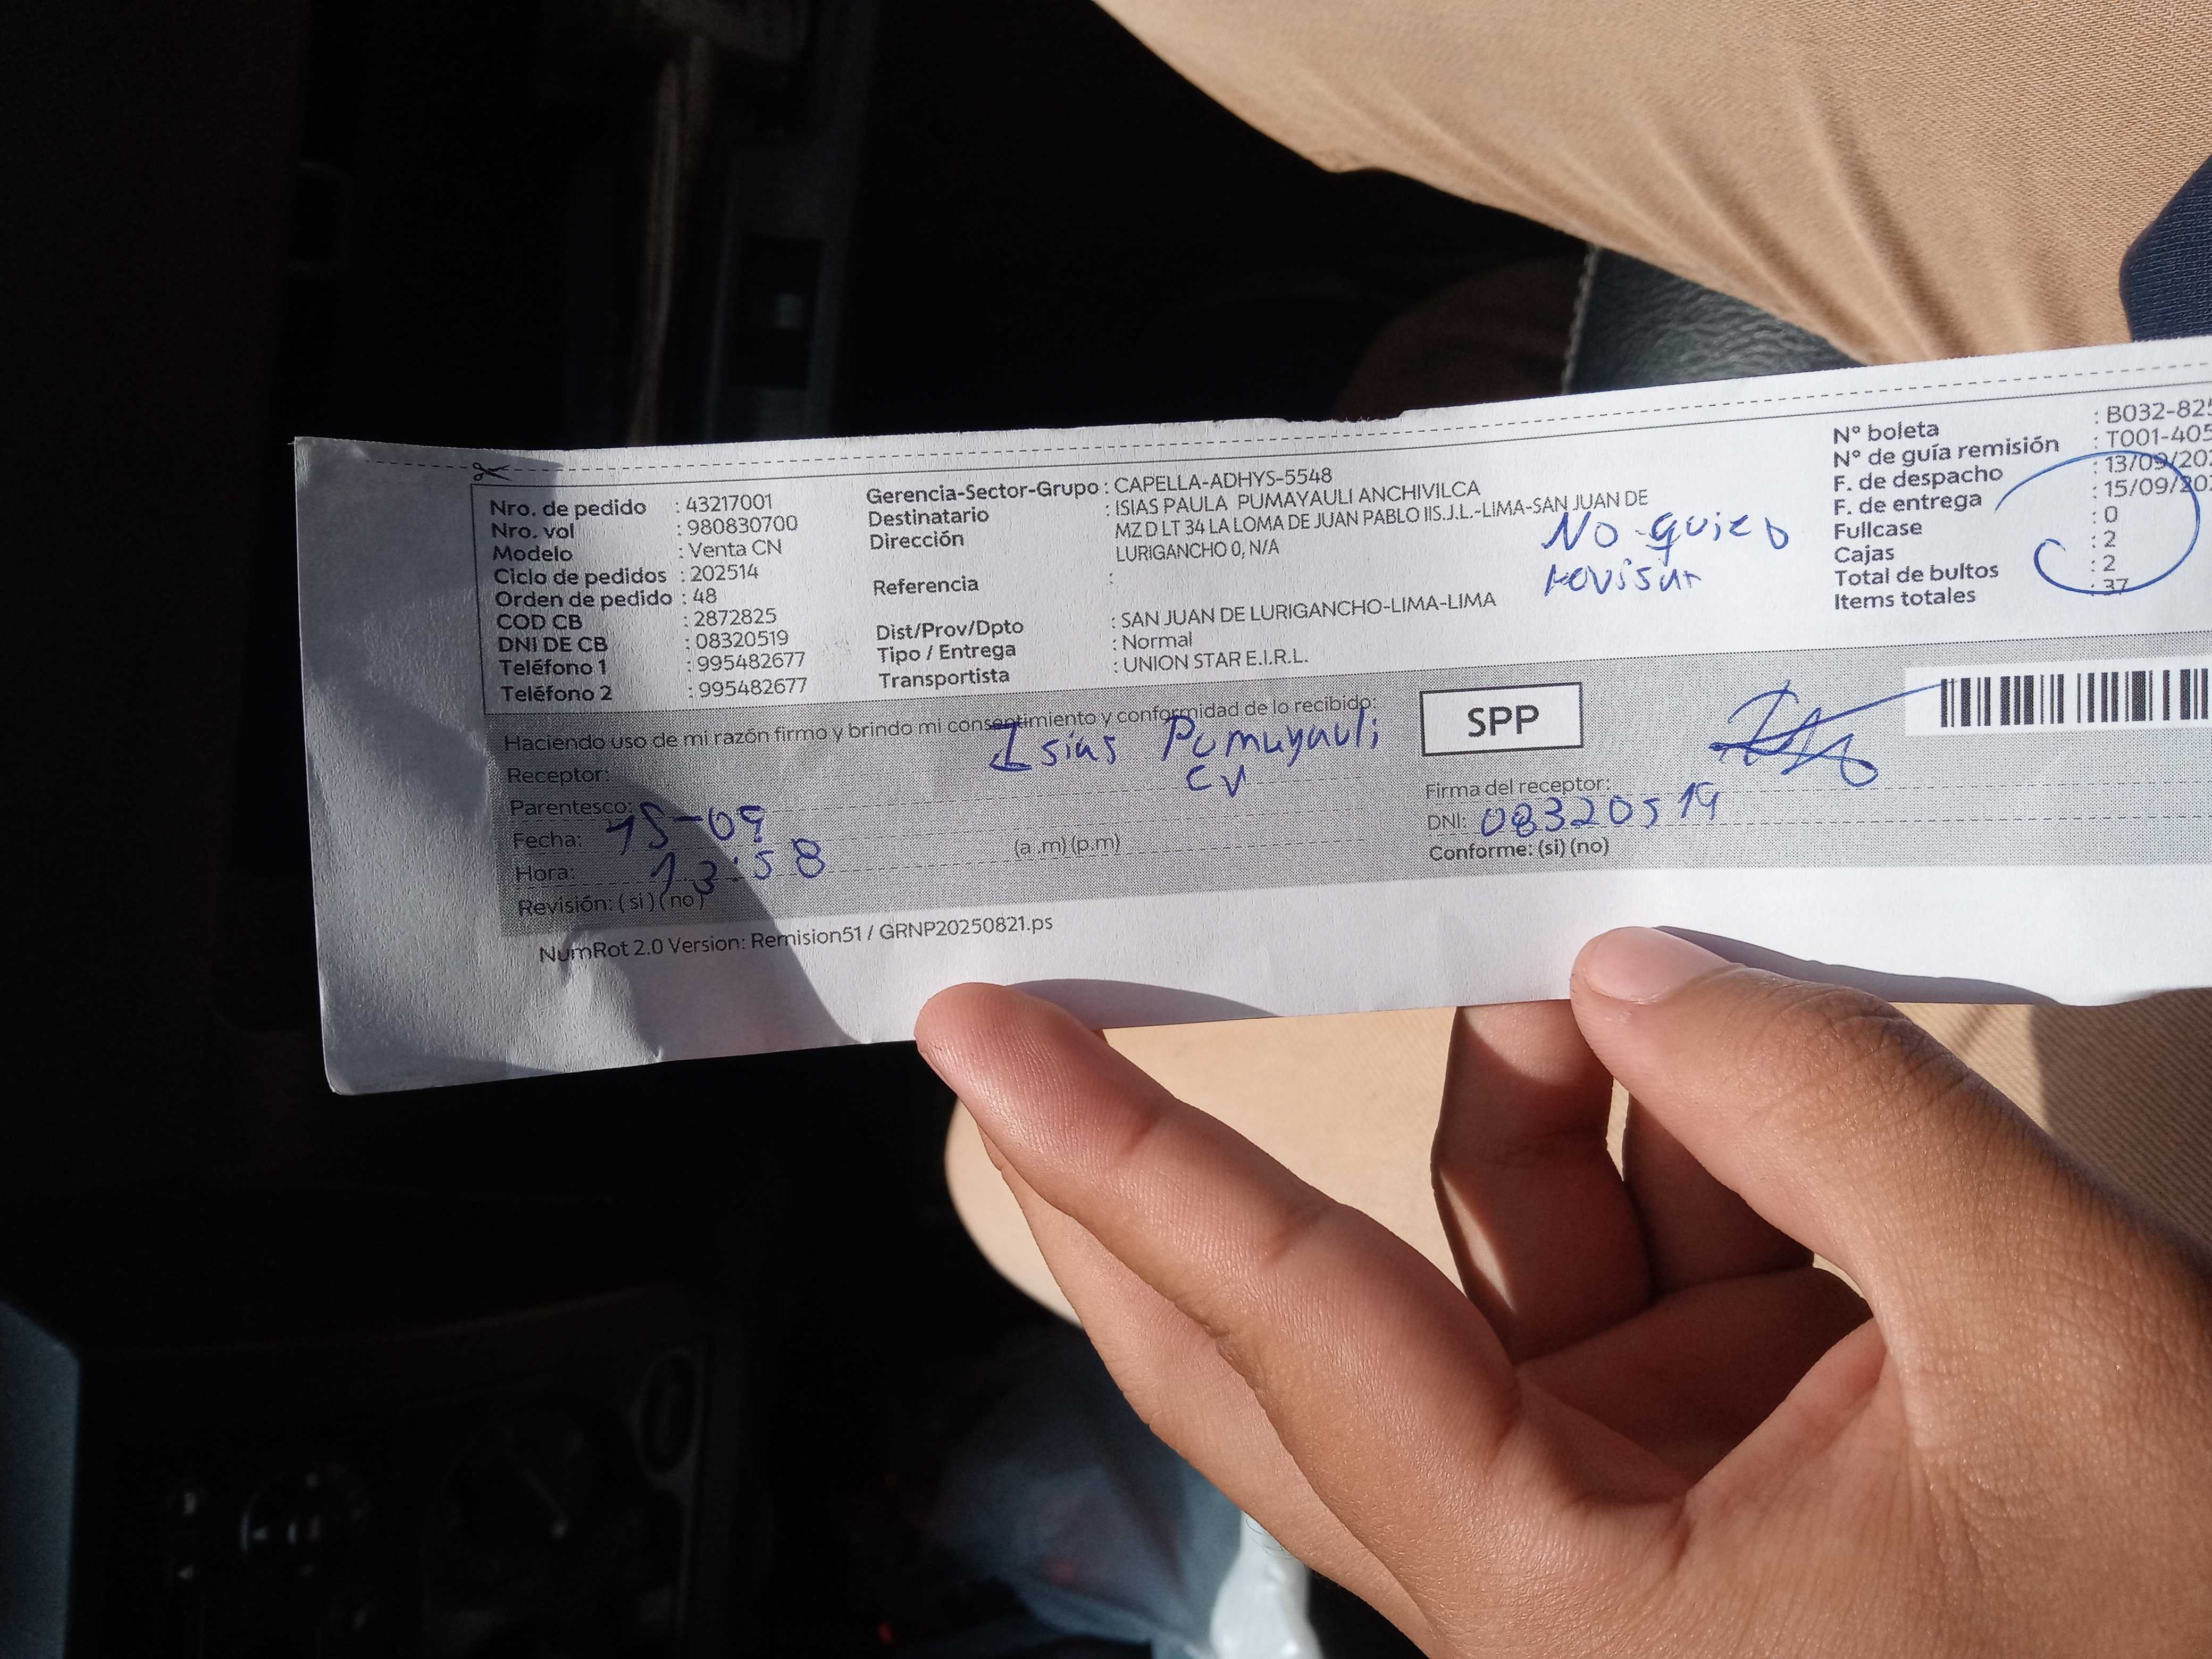 Nro. de pedido : 43217001
Nro. vol : 980830700
Modelo : Venta CN
Ciclo de pedidos : 202514
Orden de pedido : 48
COD CB : 2872825
DNI DE CB : 08320519
Teléfono 1 : 995482677
Teléfono 2 : 995482677
Gerencia-Sector-Grupo : CAPELLA-ADHYS-5548
Destinatario : ISIAS PAULA PUMAYAULI ANCHIVILCA
Dirección : MZ D LT 34 LA LOMA DE JUAN PABLO IIS.J.L.-LIMA-SAN JUAN DE
LURIGANCHO 0, N/A
Referencia :
Dist/Prov/Dpto : SAN JUAN DE LURIGANCHO-LIMA-LIMA
Tipo / Entrega : Normal
Transportista : UNION STAR E.I.R.L.
No quier
revisar
Nº boleta : B032-825
Nº de guía remisión : T001-405
F. de despacho : 13/09/202
F. de entrega : 15/09/202
Fullcase : 0
Cajas : 2
Total de bultos : 2
Items totales : 37
Haciendo uso de mi razón firmo y brindo mi consentimiento y conformidad de lo recibido:
Receptor: Isias Pumayauli
Parentesco: CV
Fecha: 15-09
Hora: 13:58 (a .m) (p.m)
Revisión: ( si ) ( no )
SPP
Firma del receptor:
DNI: 08320519
Conforme: (si) (no)
NumRot 2.0 Version: Remision51 / GRNP20250821.ps